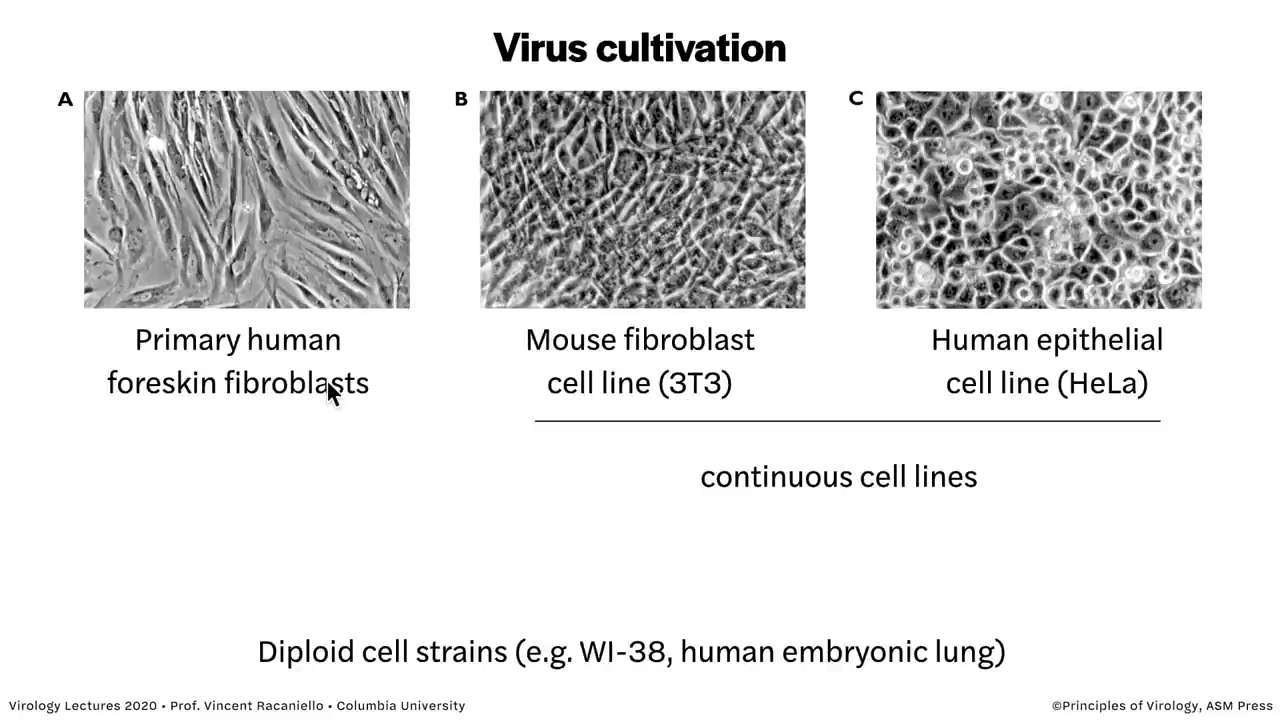 Virus cultivation
A
B
C
Primary human
foreskin fibroblasts
Mouse fibroblast
cell line (3T3)
Human epithelial
cell line (HeLa)
continuous cell lines
Diploid cell strains (e.g. WI-38, human embryonic lung)
Virology Lectures 2020 • Prof. Vincent Racaniello • Columbia University
©Principles of Virology, ASM Press